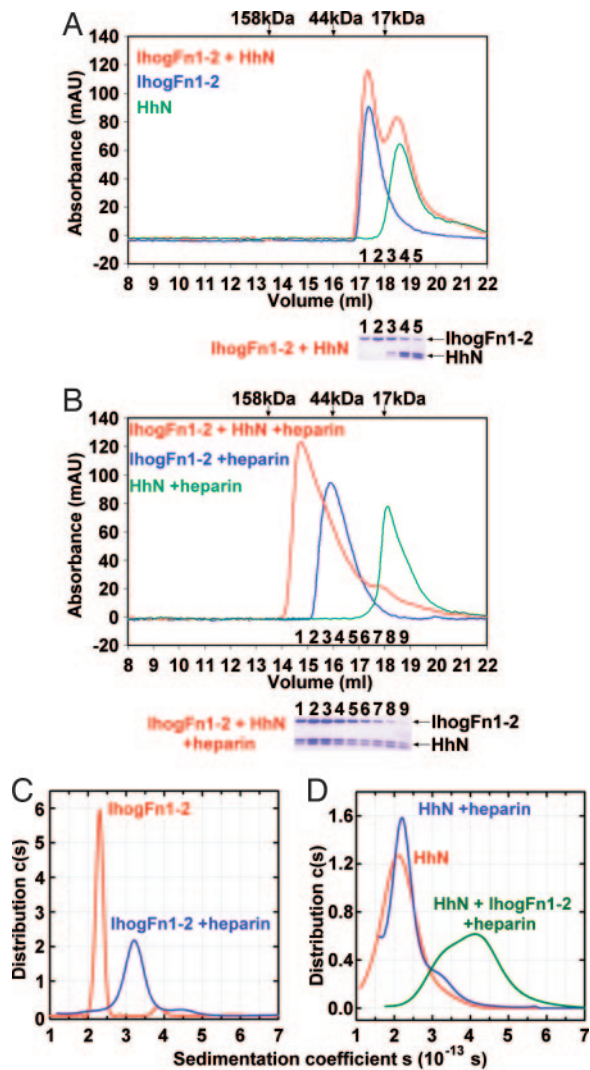 A
158kDa 44kDa 17kDa
IhogFn1-2 + HhN
IhogFn1-2
HhN
Absorbance (mAU)
140
120
100
80
60
40
20
0
-20
1 2 3 4 5
8 9 10 11 12 13 14 15 16 17 18 19 20 21 22
Volume (ml)
1 2 3 4 5
IhogFn1-2 + HhN
IhogFn1-2
HhN
B
158kDa 44kDa 17kDa
IhogFn1-2 + HhN +heparin
IhogFn1-2 +heparin
HhN +heparin
Absorbance (mAU)
140
120
100
80
60
40
20
0
-20
1 2 3 4 5 6 7 8 9
8 9 10 11 12 13 14 15 16 17 18 19 20 21 22
Volume (ml)
1 2 3 4 5 6 7 8 9
IhogFn1-2 + HhN
+heparin
IhogFn1-2
HhN
C
IhogFn1-2
IhogFn1-2 +heparin
Distribution c(s)
6
5
4
3
2
1
0
1 2 3 4 5 6 7
D
HhN +heparin
HhN
HhN + IhogFn1-2
+heparin
Distribution c(s)
1.6
1.2
0.8
0.4
0.0
1 2 3 4 5 6 7
Sedimentation coefficient s (10-13 s)